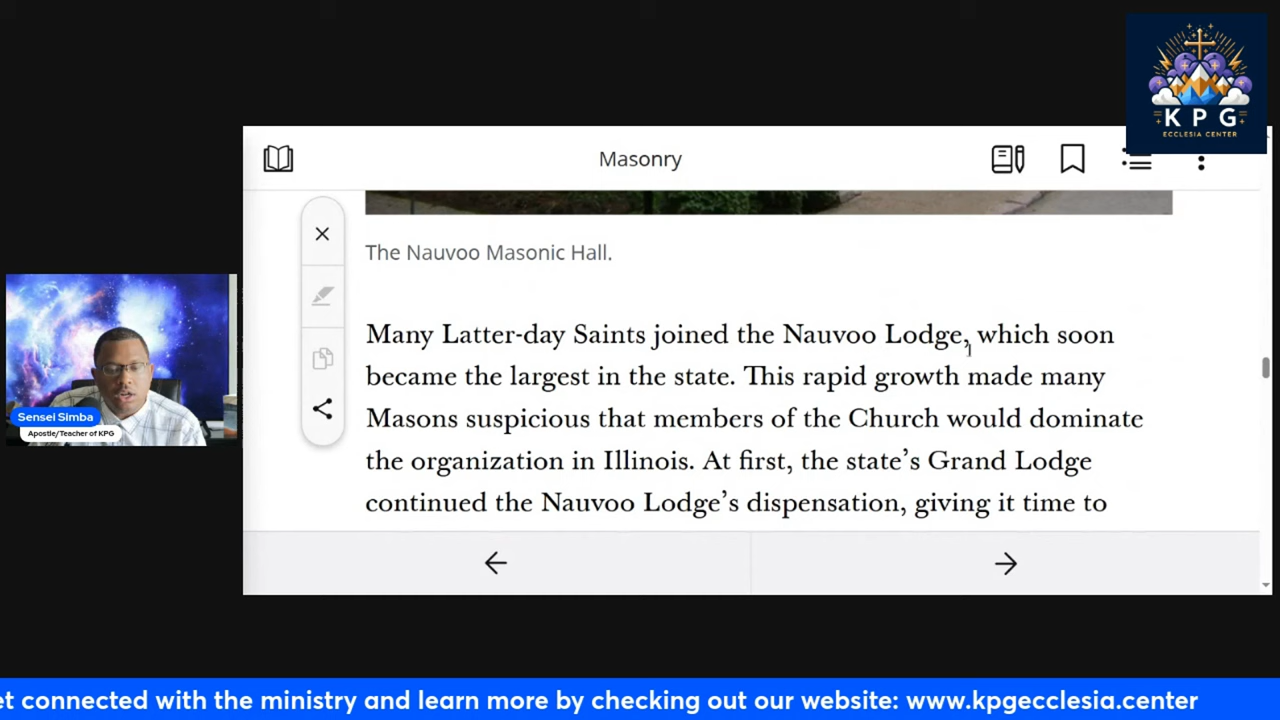 K P G
ECCLESIA CENTER
Masonry
The Nauvoo Masonic Hall.
Many Latter-day Saints joined the Nauvoo Lodge, which soon
became the largest in the state. This rapid growth made many
Masons suspicious that members of the Church would dominate
the organization in Illinois. At first, the state’s Grand Lodge
continued the Nauvoo Lodge’s dispensation, giving it time to
Sensei Simba
Apostle/Teacher of KPG
et connected with the ministry and learn more by checking out our website: www.kpgecclesia.center